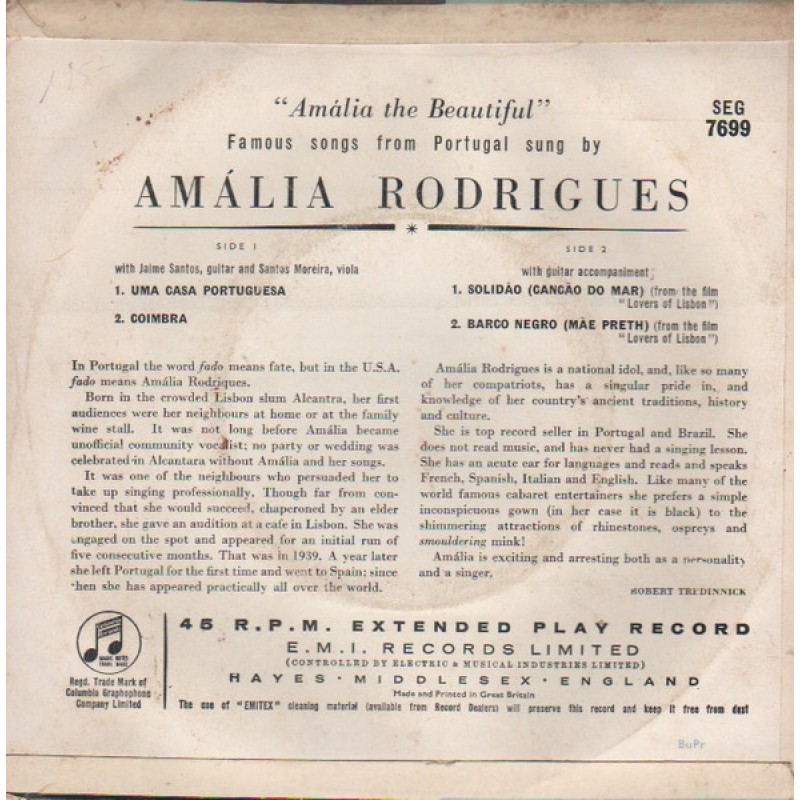 "Amália the Beautiful"
SEG
7699
Famous songs from Portugal sung by
AMÁLIA RODRIGUES
SIDE 1
with Jaime Santos, guitar and Santos Moreira, viola
1. UMA CASA PORTUGUESA
2. COIMBRA
SIDE 2
with guitar accompaniment
1. SOLIDÃO (CANCÃO DO MAR) (from the film
"Lovers of Lisbon")
2. BARCO NEGRO (MÃE PRETH) (from the film
"Lovers of Lisbon")
In Portugal the word fado means fate, but in the U.S.A.
fado means Amália Rodriques.
Born in the crowded Lisbon slum Alcantra, her first
audiences were her neighbours at home or at the family
wine stall. It was not long before Amália became
unofficial community vocalist; no party or wedding was
celebrated in Alcantara without Amália and her songs.
It was one of the neighbours who persuaded her to
take up singing professionally. Though far from con-
vinced that she would succeed, chaperoned by an elder
brother, she gave an audition at a cafe in Lisbon. She was
engaged on the spot and appeared for an initial run of
five consecutive months. That was in 1939. A year later
she left Portugal for the first time and went to Spain; since
then she has appeared practically all over the world.
Amália Rodrigues is a national idol, and, like so many
of her compatriots, has a singular pride in, and
knowledge of her country's ancient traditions, history
and culture.
She is top record seller in Portugal and Brazil. She
does not read music, and has never had a singing lesson.
She has an acute ear for languages and reads and speaks
French, Spanish, Italian and English. Like many of the
world famous cabaret entertainers she prefers a simple
inconspicuous gown (in her case it is black) to the
shimmering attractions of rhinestones, ospreys and
smouldering mink!
Amália is exciting and arresting both as a personality
and a singer.
ROBERT TREDINNICK
MAGIC NOTES
TRADE MARK
Regd. Trade Mark of
Columbia Graphophone
Company Limited
45 R.P.M. EXTENDED PLAY RECORD
E.M.I. RECORDS LIMITED
(CONTROLLED BY ELECTRIC & MUSICAL INDUSTRIES LIMITED)
HAYES · MIDDLESEX · ENGLAND
Made and Printed in Great Britain
The use of "EMITEX" cleaning material (available from Record Dealers) will preserve this record and keep it free from dust
BuPr